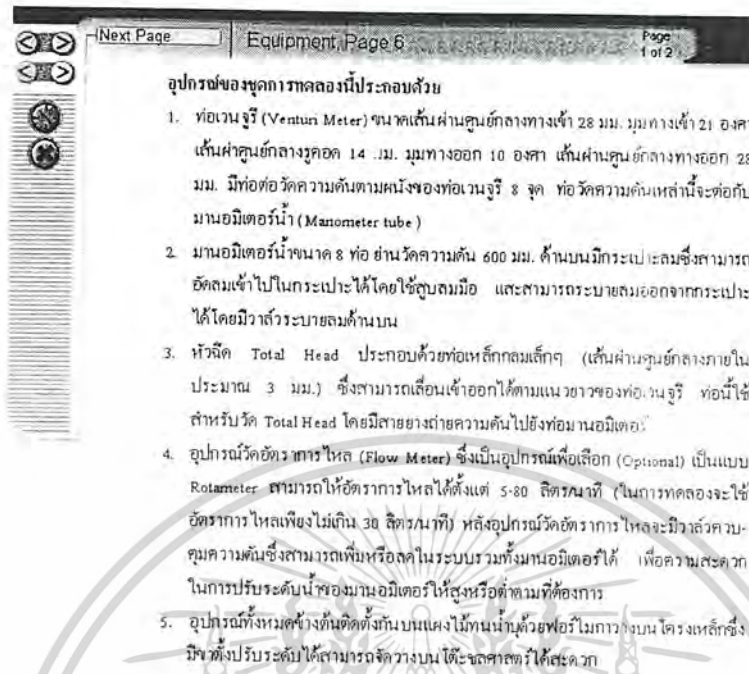 Next Page
Equipment, Page 6
Page
1 of 2
อุปกรณ์ของชุดการทดลองนี้ประกอบด้วย
1. ท่อเวนจูรี (Venturi Meter) ขนาดเส้นผ่านศูนย์กลางทางเข้า 28 มม. มุมทางเข้า 21 องศา
เส้นผ่าศูนย์กลางรูคอด 14 มม. มุมทางออก 10 องศา เส้นผ่านศูนย์กลางทางออก 28
มม. มีท่อต่อวัดความดันตามผนังของท่อเวนจูรี 8 จุด ท่อวัดความดันเหล่านี้จะต่อกับ
มานอมิเตอร์น้ำ (Manometer tube)
2. มานอมิเตอร์น้ำขนาด 8 ท่อ ย่านวัดความดัน 600 มม. ด้านบนมีกระเปาะลมซึ่งสามารถ
อัดลมเข้าไปในกระเปาะได้โดยใช้สูบลมมือ และสามารถระบายลมออกจากกระเปาะ
ได้โดยมีวาล์วระบายลมด้านบน
3. หัวฉีด Total Head ประกอบด้วยท่อเหล็กกลมเล็กๆ (เส้นผ่านศูนย์กลางภายใน
ประมาณ 3 มม.) ซึ่งสามารถเลื่อนเข้าออกได้ตามแนวยาวของท่อเวนจูรี ท่อนี้ใช้
สำหรับวัด Total Head โดยมีสายยางถ่ายความดันไปยังท่อมานอมิเตอร์
4. อุปกรณ์วัดอัตราการไหล (Flow Meter) ซึ่งเป็นอุปกรณ์เพื่อเลือก (Optional) เป็นแบบ
Rotameter สามารถให้อัตราการไหลได้ตั้งแต่ 5-80 ลิตร/นาที (ในการทดลองจะใช้
อัตราการไหลเพียงไม่เกิน 30 ลิตร/นาที) หลังอุปกรณ์วัดอัตราการไหลจะมีวาล์วควบ-
คุมความดันซึ่งสามารถเพิ่มหรือลดในระบบรวมทั้งมานอมิเตอร์ได้ เพื่อความสะดวก
ในการปรับระดับน้ำของมานอมิเตอร์ให้สูงหรือต่ำตามที่ต้องการ
5. อุปกรณ์ทั้งหมดข้างต้นติดตั้งกันบนแผงไม้ทนน้ำบุด้วยฟอร์ไมกาวางบนโครงเหล็กซึ่ง
มีขาตั้งปรับระดับได้สามารถจัดวางบนโต๊ะชลศาสตร์ได้สะดวก